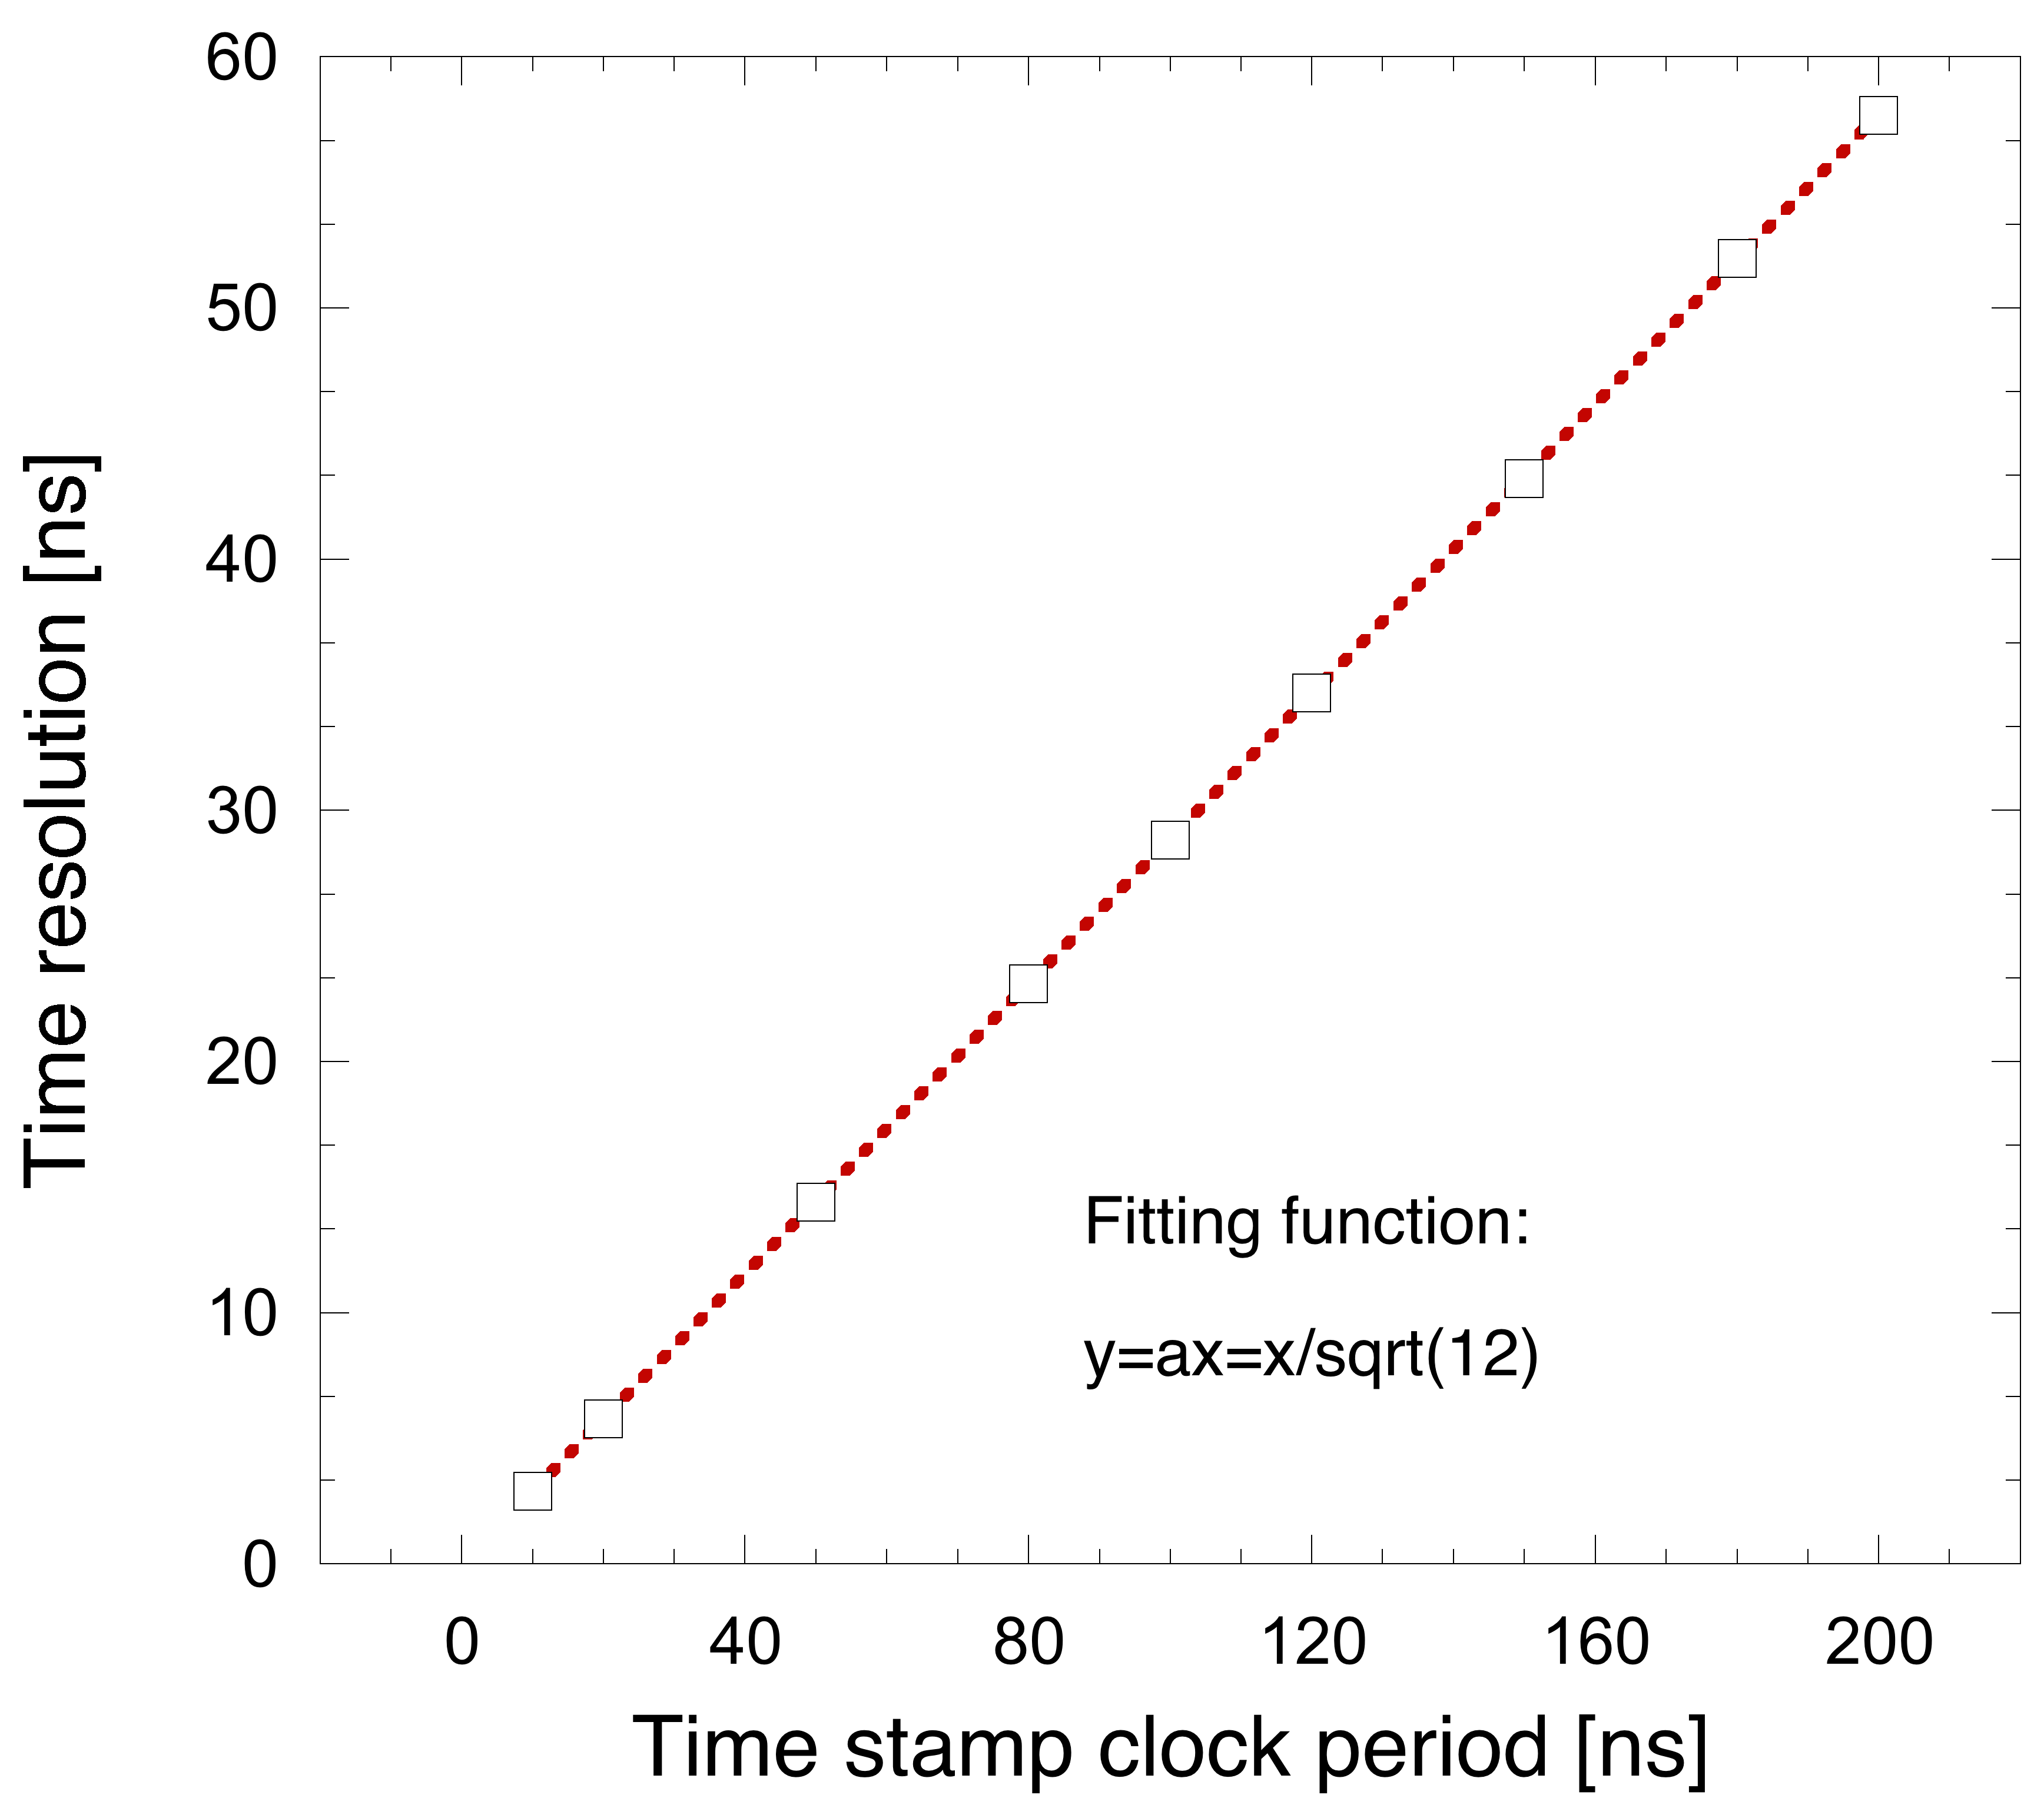 60
50
40
30
20
10
0
Time resolution [ns]
Fitting function:
y=ax=x/sqrt(12)
0 40 80 120 160 200
Time stamp clock period [ns]